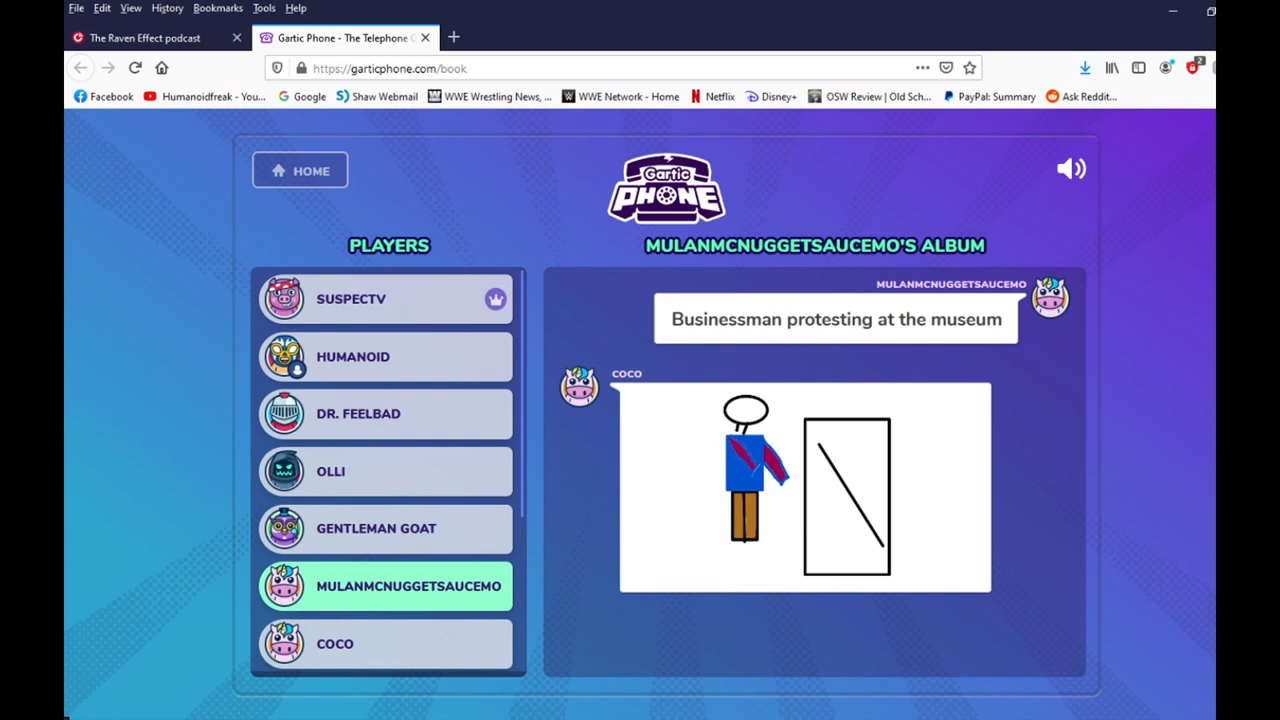 File Edit View History Bookmarks Tools Help
The Raven Effect podcast
Gartic Phone - The Telephone
https://garticphone.com/book
Facebook Humanoidfreak - You... Google Shaw Webmail WWE Wrestling News, ... WWE Network - Home Netflix Disney+ OSW Review | Old Sch... PayPal: Summary Ask Reddit...
2
HOME
Gartic
PHONE
PLAYERS
SUSPECTV
HUMANOID
DR. FEELBAD
OLLI
GENTLEMAN GOAT
MULANMCNUGGETSAUCEMO
COCO
MULANMCNUGGETSAUCEMO'S ALBUM
MULANMCNUGGETSAUCEMO
Businessman protesting at the museum
COCO